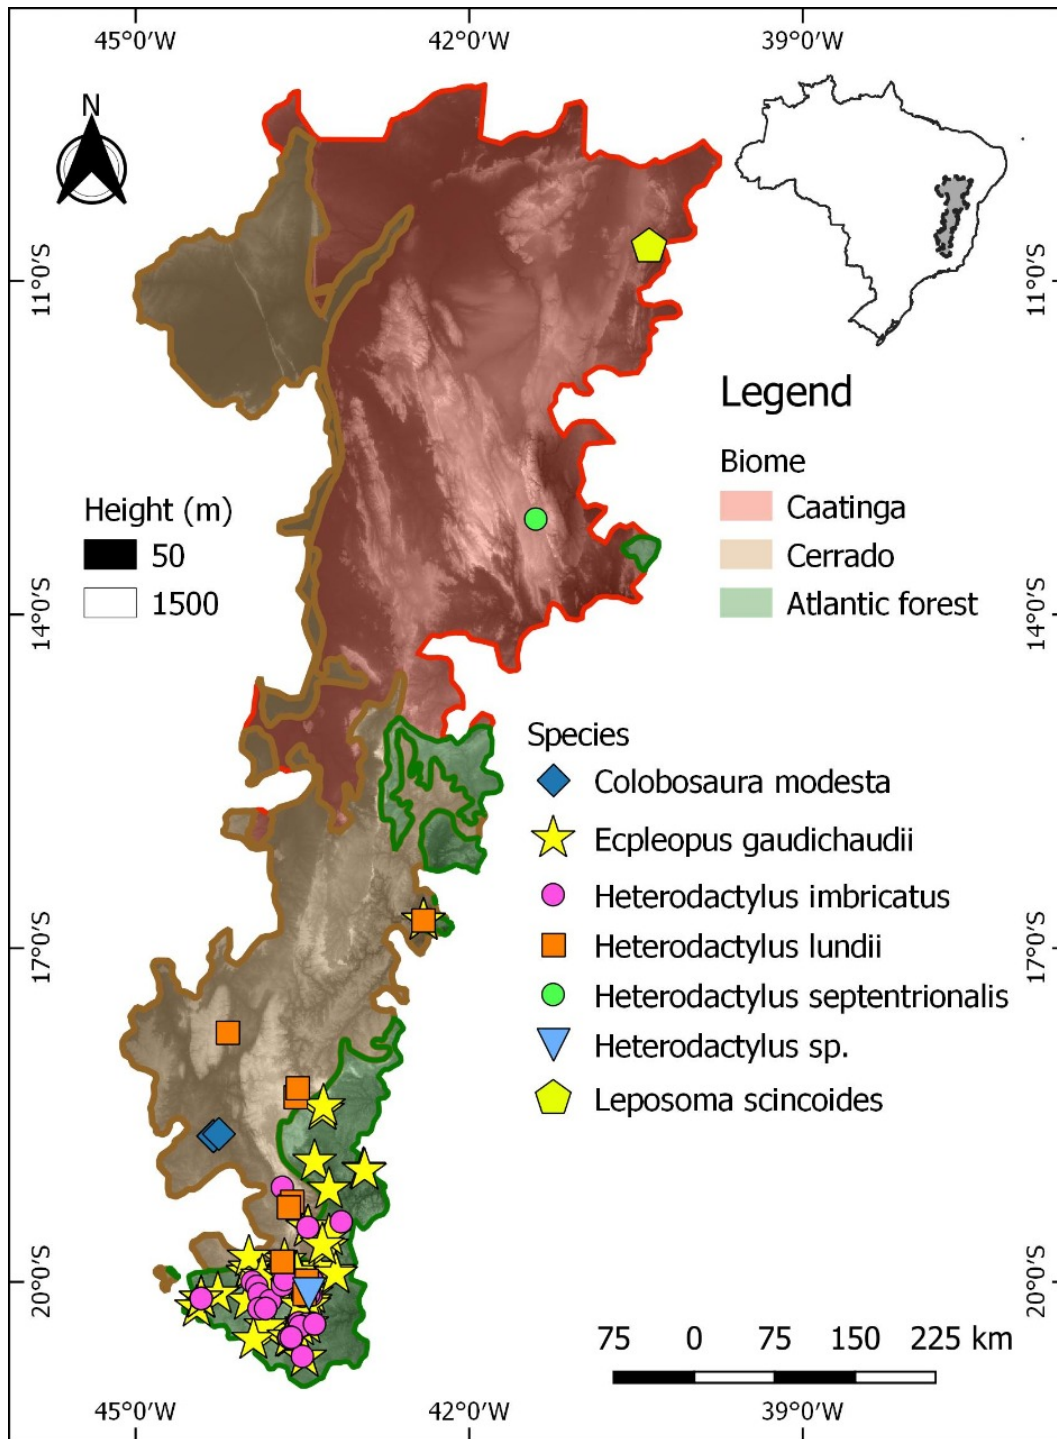 45°0′W 42°0′W 39°0′W
N
11°0′S 11°0′S
Legend
Biome
Height (m)
Caatinga
50
Cerrado
1500
Atlantic forest
14°0′S 14°0′S
Species
Colobosaura modesta
Ecpleopus gaudichaudii
Heterodactylus imbricatus
17°0′S 17°0′S
Heterodactylus lundii
Heterodactylus septentrionalis
Heterodactylus sp.
Leposoma scincoides
20°0′S 20°0′S
75 0 75 150 225 km
45°0′W 42°0′W 39°0′W